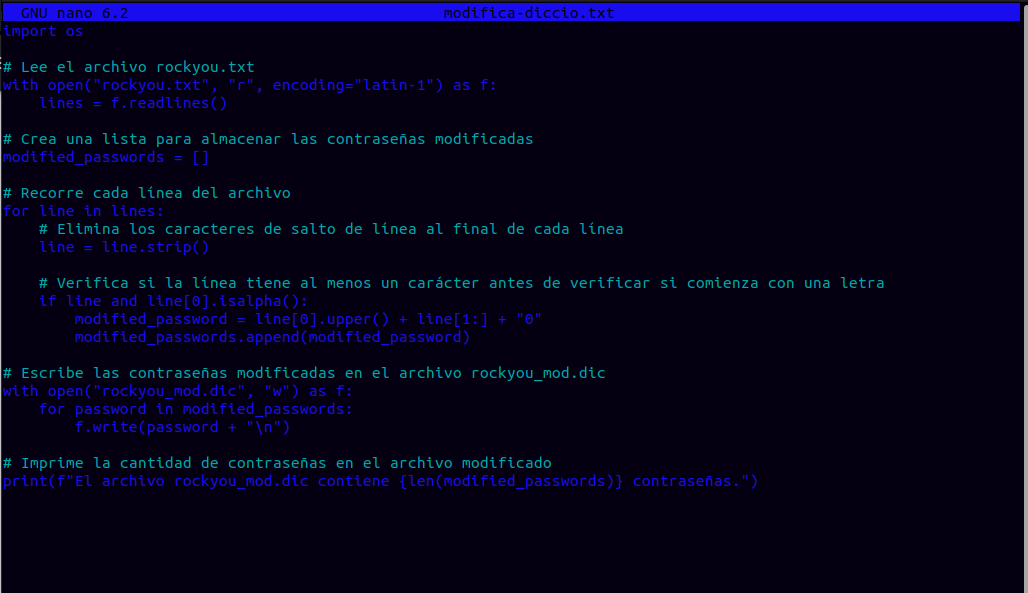 GNU nano 6.2 modifica-diccio.txt
import os
# Lee el archivo rockyou.txt
with open("rockyou.txt", "r", encoding="latin-1") as f:
    lines = f.readlines()
# Crea una lista para almacenar las contraseñas modificadas
modified_passwords = []
# Recorre cada línea del archivo
for line in lines:
    # Elimina los caracteres de salto de línea al final de cada línea
    line = line.strip()
    # Verifica si la línea tiene al menos un carácter antes de verificar si comienza con una letra
    if line and line[0].isalpha():
        modified_password = line[0].upper() + line[1:] + "0"
        modified_passwords.append(modified_password)
# Escribe las contraseñas modificadas en el archivo rockyou_mod.dic
with open("rockyou_mod.dic", "w") as f:
    for password in modified_passwords:
        f.write(password + "\n")
# Imprime la cantidad de contraseñas en el archivo modificado
print(f"El archivo rockyou_mod.dic contiene {len(modified_passwords)} contraseñas.")